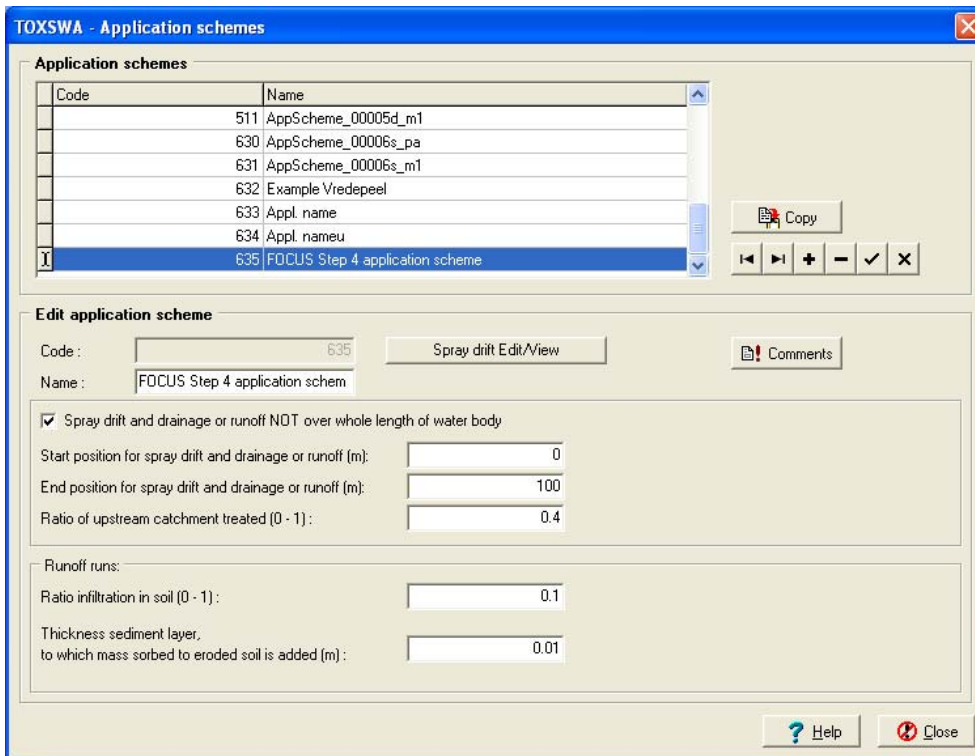 TOXSWA - Application schemes
Application schemes
Code Name
511 AppScheme_00005d_m1
630 AppScheme_00006s_pa
631 AppScheme_00006s_m1
632 Example Vredepeel
633 Appl. name
634 Appl. nameu
635 FOCUS Step 4 application scheme
Copy
Edit application scheme
Code : 635 Spray drift Edit/View Comments
Name : FOCUS Step 4 application schem
Spray drift and drainage or runoff NOT over whole length of water body
Start position for spray drift and drainage or runoff (m): 0
End position for spray drift and drainage or runoff (m): 100
Ratio of upstream catchment treated (0 - 1) : 0.4
Runoff runs:
Ratio infiltration in soil (0 - 1) : 0.1
Thickness sediment layer,
to which mass sorbed to eroded soil is added (m) : 0.01
Help Close